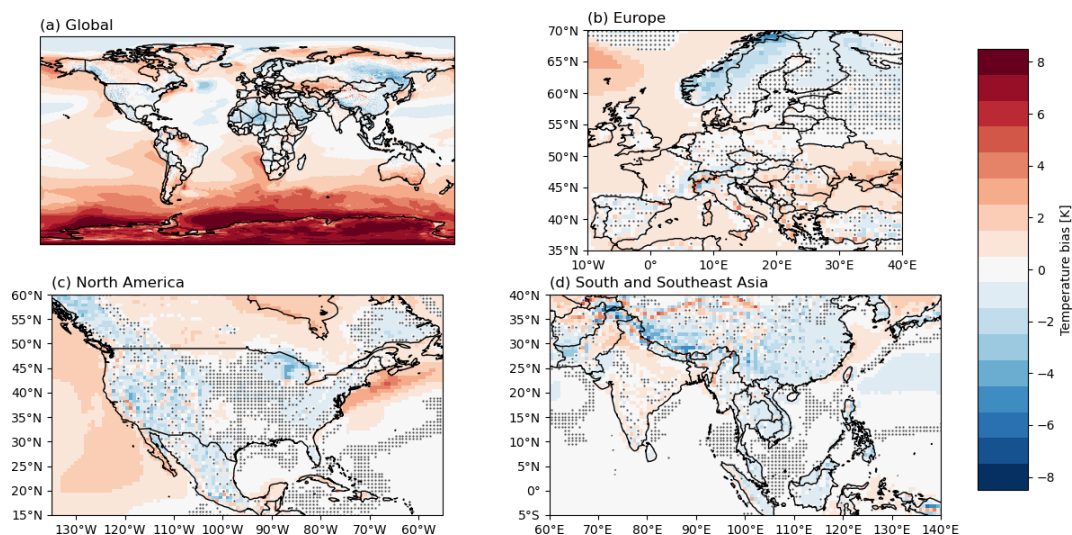 (a) Global
(b) Europe
70°N
65°N
60°N
55°N
50°N
45°N
40°N
35°N
10°W 0° 10°E 20°E 30°E 40°E
(c) North America
60°N
55°N
50°N
45°N
40°N
35°N
30°N
25°N
20°N
15°N
130°W 120°W 110°W 100°W 90°W 80°W 70°W 60°W
(d) South and Southeast Asia
40°N
35°N
30°N
25°N
20°N
15°N
10°N
5°N
0°
5°S
60°E 70°E 80°E 90°E 100°E 110°E 120°E 130°E 140°E
8
6
4
2
0
−2
−4
−6
−8
Temperature bias [K]